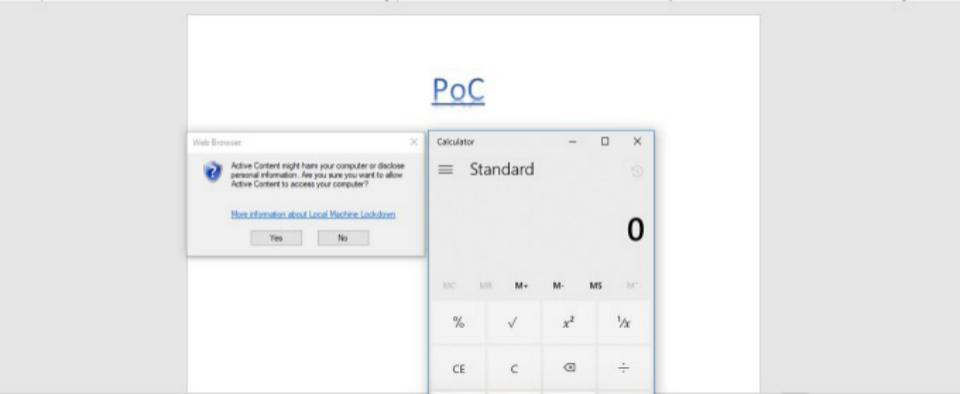 PoC
Web Browser
Active Content might harm your computer or disclose
personal information. Are you sure you want to allow
Active Content to access your computer?
More information about Local Machine Lockdown
Yes No
Calculator
Standard
0
MC MR M+ M- MS M˅
% √ x² ¹/x
CE C ÷